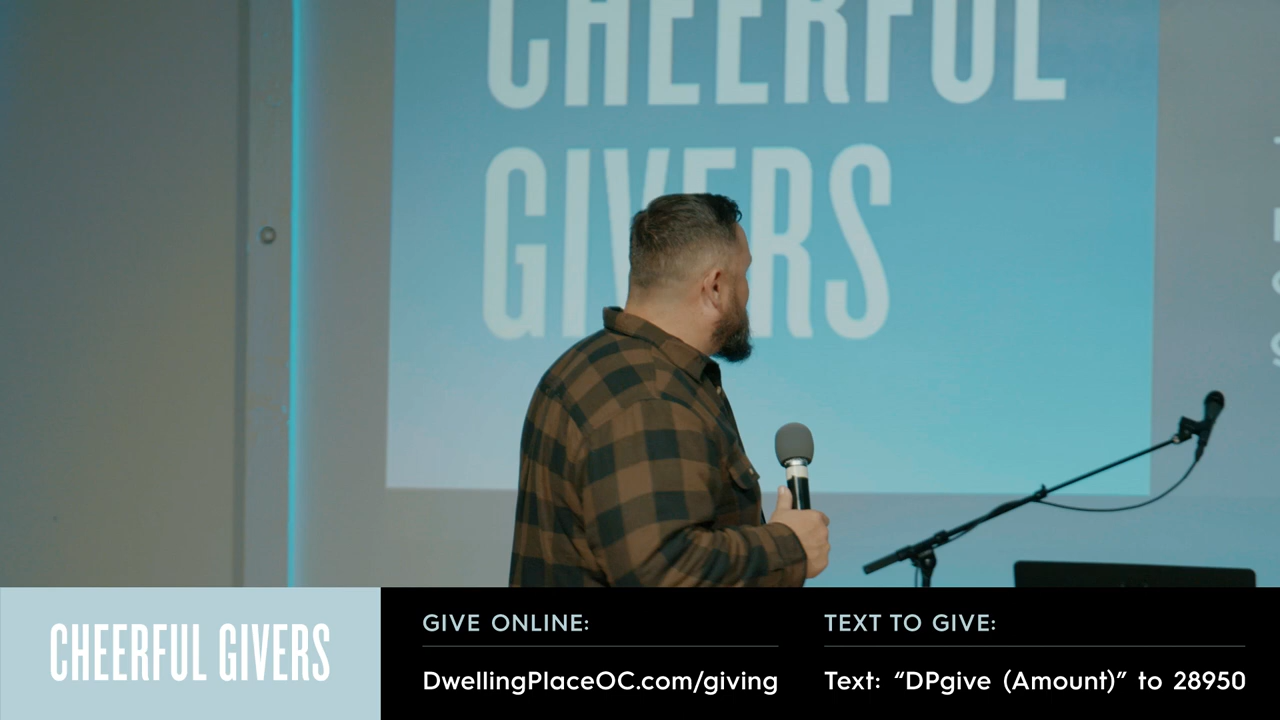 CHEERFUL
GIVERS
CHEERFUL GIVERS
GIVE ONLINE:
DwellingPlaceOC.com/giving
TEXT TO GIVE:
Text: “DPgive (Amount)” to 28950